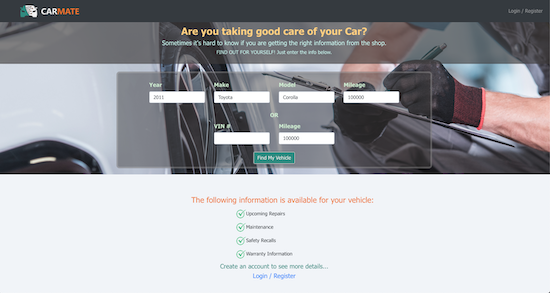 CARMATE
Login / Register
Are you taking good care of your Car?
Sometimes it's hard to know if you are getting the right information from the shop.
FIND OUT FOR YOURSELF! Just enter the info below.
Year Make Model Mileage
2011 Toyota Corolla 100000
OR
VIN # Mileage
100000
Find My Vehicle
The following information is available for your vehicle:
Upcoming Repairs
Maintenance
Safety Recalls
Warranty Information
Create an account to see more details...
Login / Register